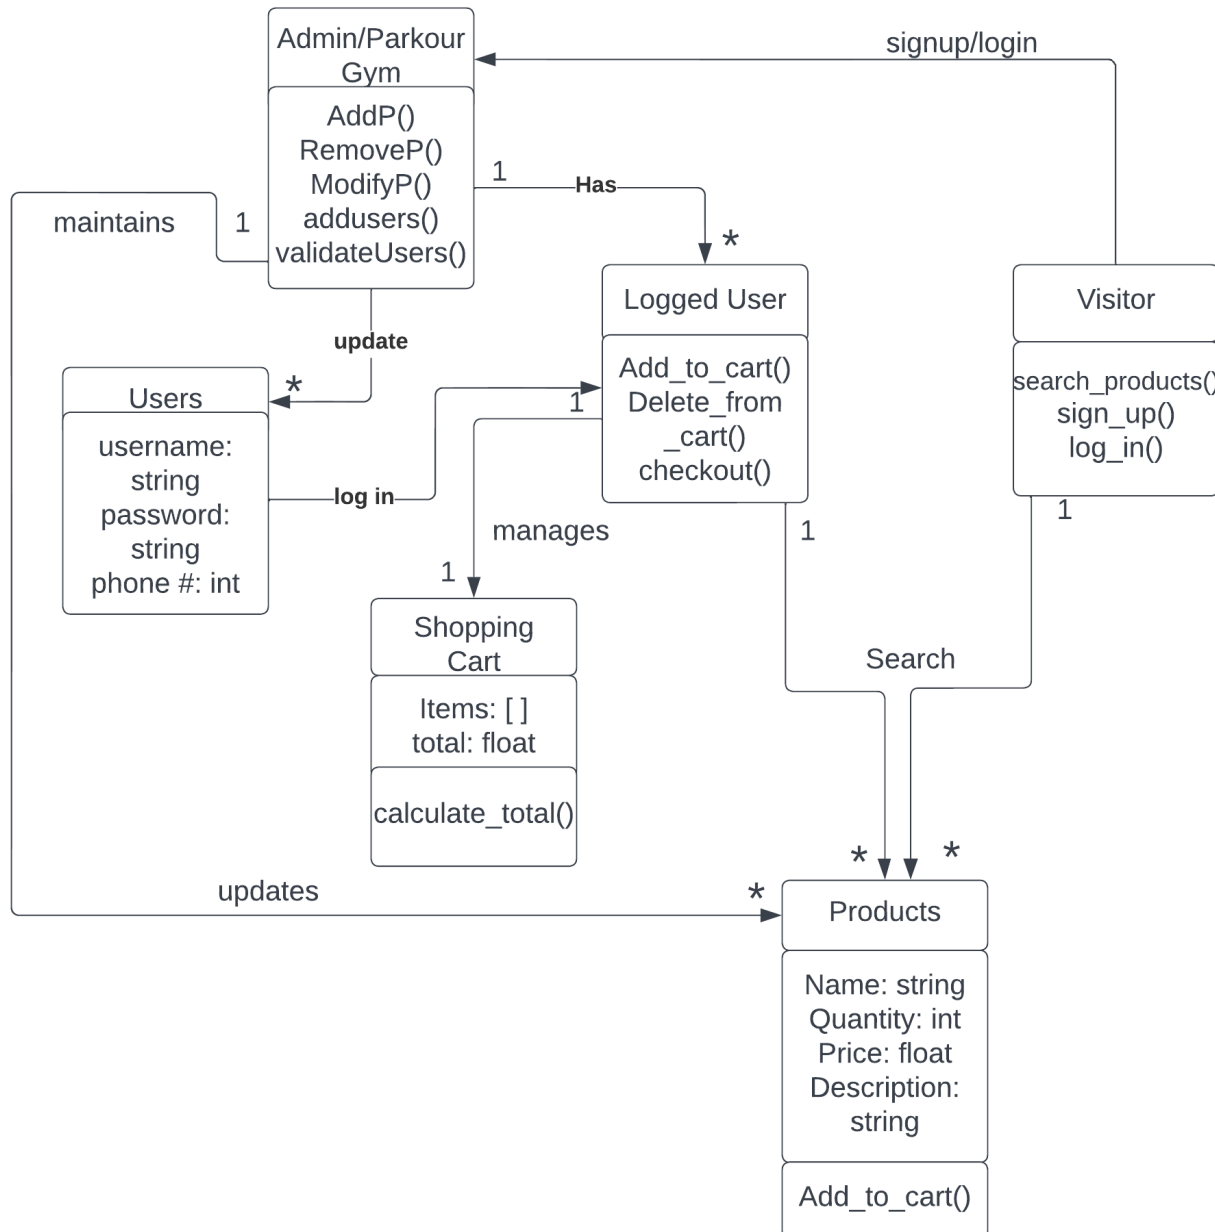 Admin/Parkour
Gym
AddP()
RemoveP()
ModifyP()
addusers()
validateUsers()
signup/login
1
Has
*
maintains
1
update
*
Users
username:
string
password:
string
phone #: int
log in
Logged User
Add_to_cart()
Delete_from
_cart()
checkout()
Visitor
search_products()
sign_up()
log_in()
1
manages
1
1
1
Shopping
Cart
Items: [ ]
total: float
calculate_total()
Search
*
*
updates
*
Products
Name: string
Quantity: int
Price: float
Description:
string
Add_to_cart()